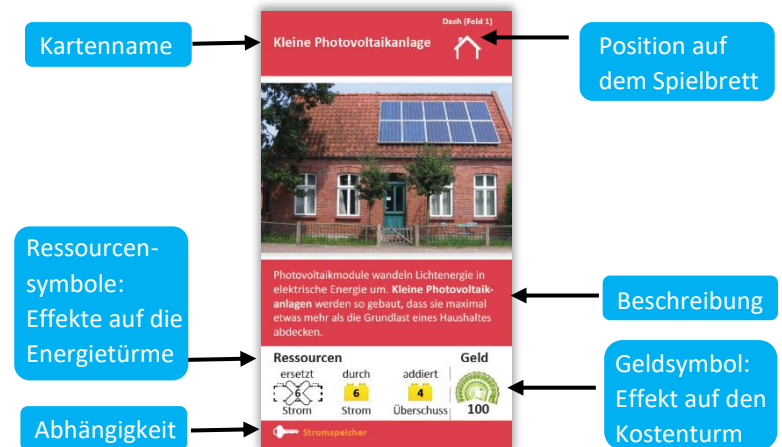 Kartenname
Dach (Feld 1)
Kleine Photovoltaikanlage
Position auf
dem Spielbrett
Ressourcen-
symbole:
Effekte auf die
Energietürme
Photovoltaikmodule wandeln Lichtenergie in
elektrische Energie um. Kleine Photovoltaik-
anlagen werden so gebaut, dass sie maximal
etwas mehr als die Grundlast eines Haushaltes
abdecken.
Beschreibung
Ressourcen
Geld
ersetzt durch addiert
6 6 4
Strom Strom Überschuss 100
Geldsymbol:
Effekt auf den
Kostenturm
Abhängigkeit
Stromspeicher